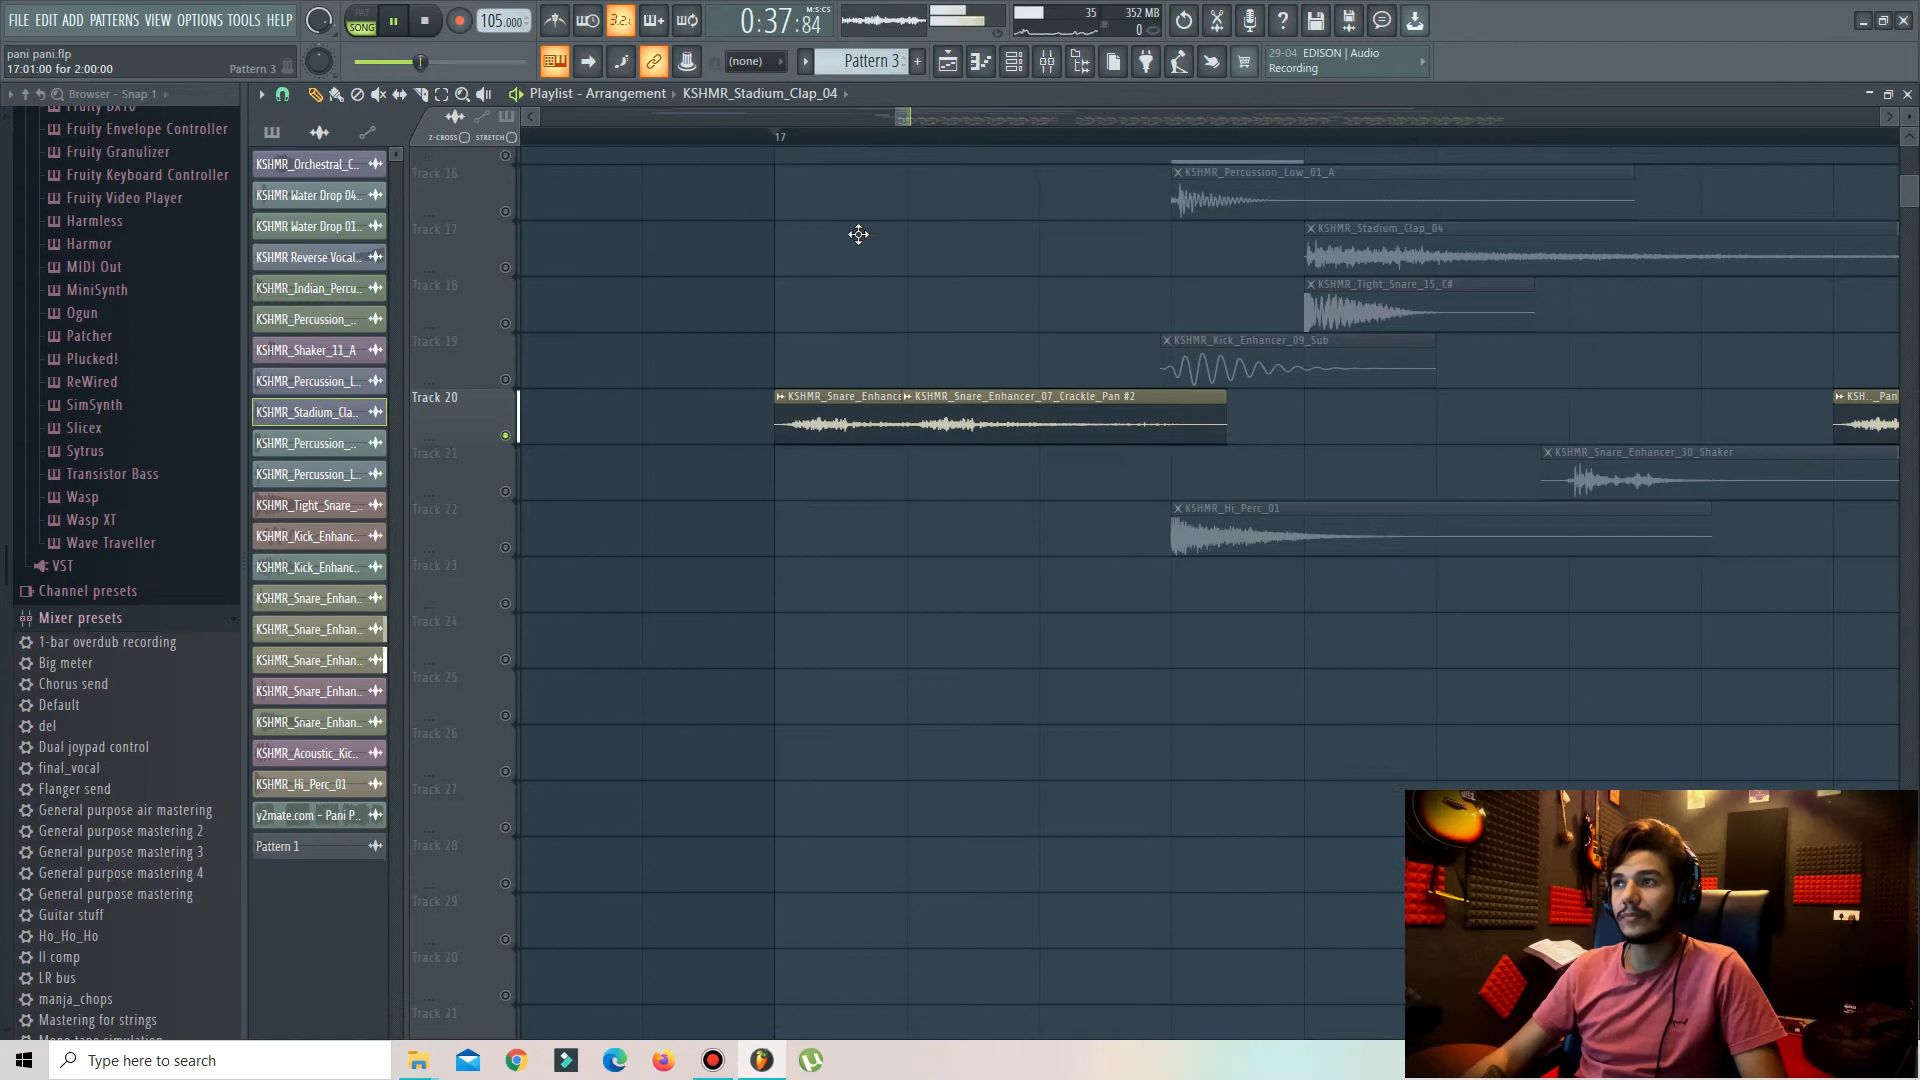 FILE EDIT ADD PATTERNS VIEW OPTIONS TOOLS HELP
pani pani.flp
17:01:00 for 2:00:00
Pattern 3
PAT
SONG
105.000
3.2.
0:37:84
M:S:CS
35
352 MB
0
(none)
Pattern 3
29-04 EDISON | Audio
Recording
Browser - Snap 1
Playlist - Arrangement
KSHMR_Stadium_Clap_04
Z-CROSS
STRETCH
17
Fruity DX10
Fruity Envelope Controller
Fruity Granulizer
Fruity Keyboard Controller
Fruity Video Player
Harmless
Harmor
MIDI Out
MiniSynth
Ogun
Patcher
Plucked!
ReWired
SimSynth
Slicex
Sytrus
Transistor Bass
Wasp
Wasp XT
Wave Traveller
VST
Channel presets
Mixer presets
1-bar overdub recording
Big meter
Chorus send
Default
del
Dual joypad control
final_vocal
Flanger send
General purpose air mastering
General purpose mastering 2
General purpose mastering 3
General purpose mastering 4
General purpose mastering
Guitar stuff
Ho_Ho_Ho
II comp
LR bus
manja_chops
Mastering for strings
KSHMR_Orchestral_C..
KSHMR Water Drop 04..
KSHMR Water Drop 01..
KSHMR Reverse Vocal..
KSHMR_Indian_Percu..
KSHMR_Percussion_..
KSHMR_Shaker_11_A
KSHMR_Percussion_L..
KSHMR_Stadium_Cla..
KSHMR_Percussion_..
KSHMR_Percussion_L..
KSHMR_Tight_Snare_..
KSHMR_Kick_Enhanc..
KSHMR_Kick_Enhanc..
KSHMR_Snare_Enhan..
KSHMR_Snare_Enhan..
KSHMR_Snare_Enhan..
KSHMR_Snare_Enhan..
KSHMR_Snare_Enhan..
KSHMR_Acoustic_Kic..
KSHMR_Hi_Perc_01
y2mate.com - Pani P..
Pattern 1
Track 16
KSHMR_Percussion_Low_01_A
Track 17
KSHMR_Stadium_Clap_04
Track 18
KSHMR_Tight_Snare_15_C#
Track 19
KSHMR_Kick_Enhancer_09_Sub
Track 20
KSHMR_Snare_Enhance
KSHMR_Snare_Enhancer_07_Crackle_Pan #2
KSH.._Pan
Track 21
KSHMR_Snare_Enhancer_30_Shaker
Track 22
KSHMR_Hi_Perc_01
Track 23
Track 24
Track 25
Track 26
Track 27
Track 28
Track 29
Type here to search